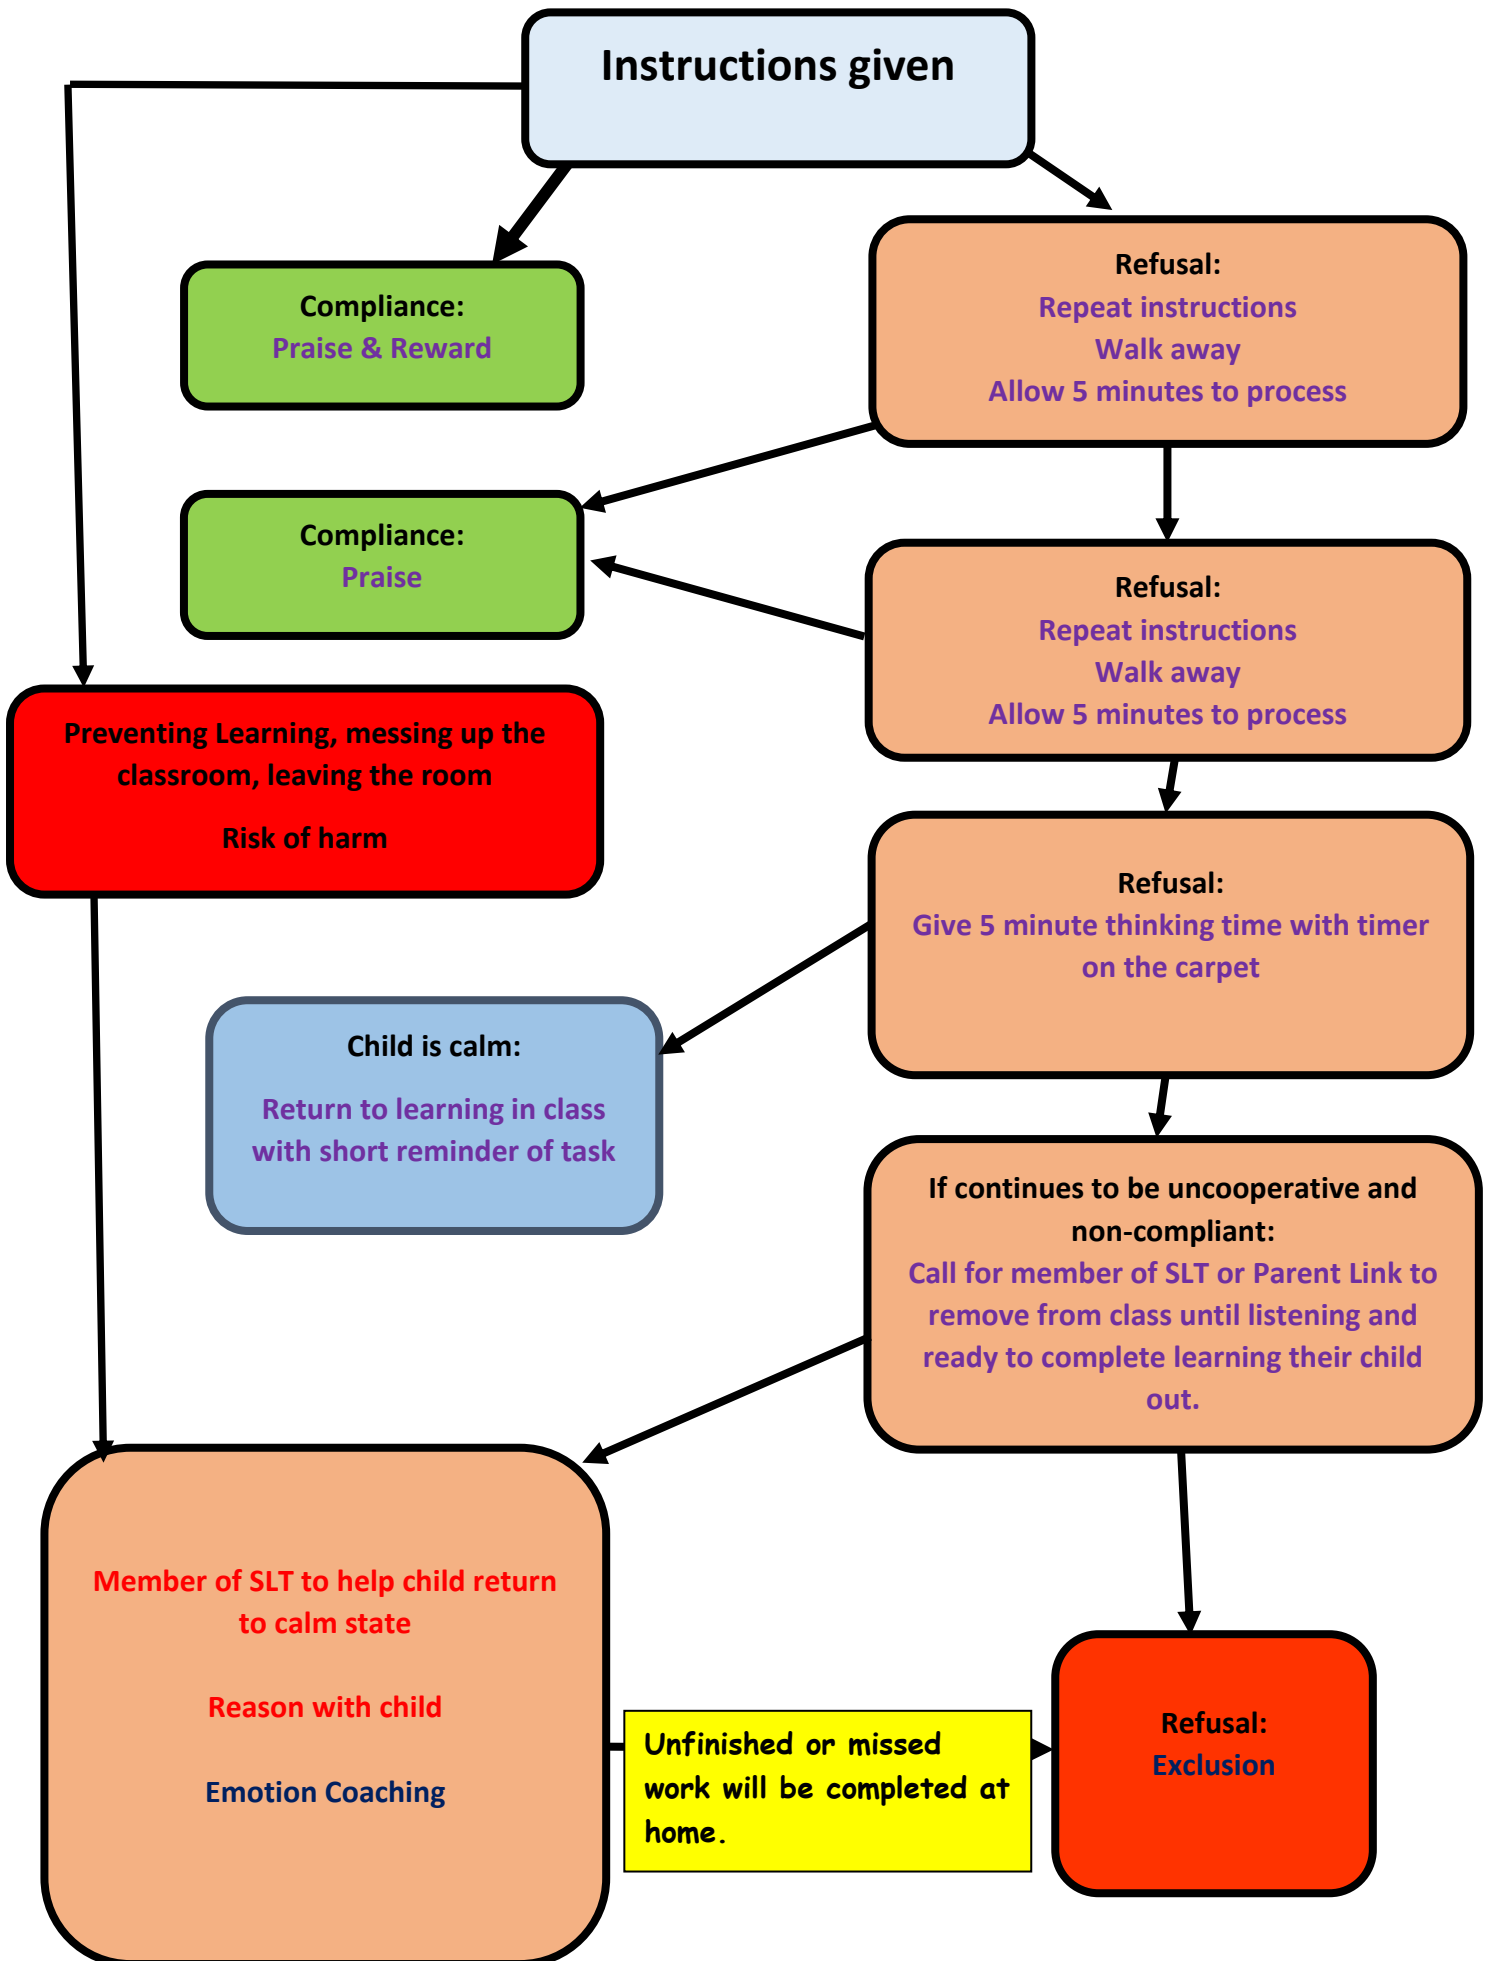 Instructions given
Compliance:
Praise & Reward
Refusal:
Repeat instructions
Walk away
Allow 5 minutes to process
Compliance:
Praise
Refusal:
Repeat instructions
Walk away
Allow 5 minutes to process
Preventing Learning, messing up the
classroom, leaving the room
Risk of harm
Refusal:
Give 5 minute thinking time with timer
on the carpet
Child is calm:
Return to learning in class
with short reminder of task
If continues to be uncooperative and
non-compliant:
Call for member of SLT or Parent Link to
remove from class until listening and
ready to complete learning their child
out.
Member of SLT to help child return
to calm state
Reason with child
Emotion Coaching
Unfinished or missed
work will be completed at
home.
Refusal:
Exclusion